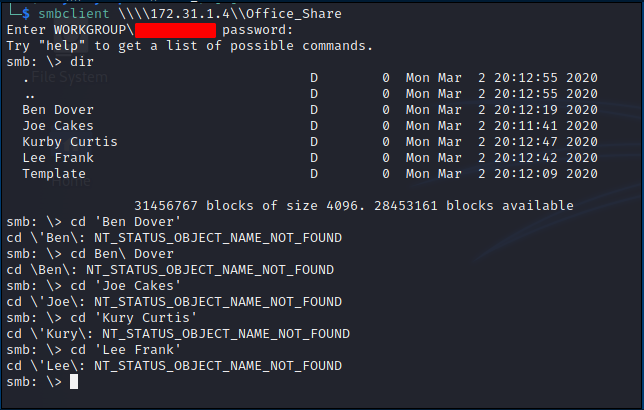 └─$ smbclient \\\\172.31.1.4\\Office_Share
Enter WORKGROUP\ password:
Try "help" to get a list of possible commands.
smb: \> dir
. D 0 Mon Mar 2 20:12:55 2020
.. D 0 Mon Mar 2 20:12:55 2020
Ben Dover D 0 Mon Mar 2 20:12:19 2020
Joe Cakes D 0 Mon Mar 2 20:11:41 2020
Kurby Curtis D 0 Mon Mar 2 20:12:47 2020
Lee Frank D 0 Mon Mar 2 20:12:42 2020
Template D 0 Mon Mar 2 20:12:09 2020
31456767 blocks of size 4096. 28453161 blocks available
smb: \> cd 'Ben Dover'
cd \'Ben\: NT_STATUS_OBJECT_NAME_NOT_FOUND
smb: \> cd Ben\ Dover
cd \Ben\: NT_STATUS_OBJECT_NAME_NOT_FOUND
smb: \> cd 'Joe Cakes'
cd \'Joe\: NT_STATUS_OBJECT_NAME_NOT_FOUND
smb: \> cd 'Kury Curtis'
cd \'Kury\: NT_STATUS_OBJECT_NAME_NOT_FOUND
smb: \> cd 'Lee Frank'
cd \'Lee\: NT_STATUS_OBJECT_NAME_NOT_FOUND
smb: \>
File System
Home